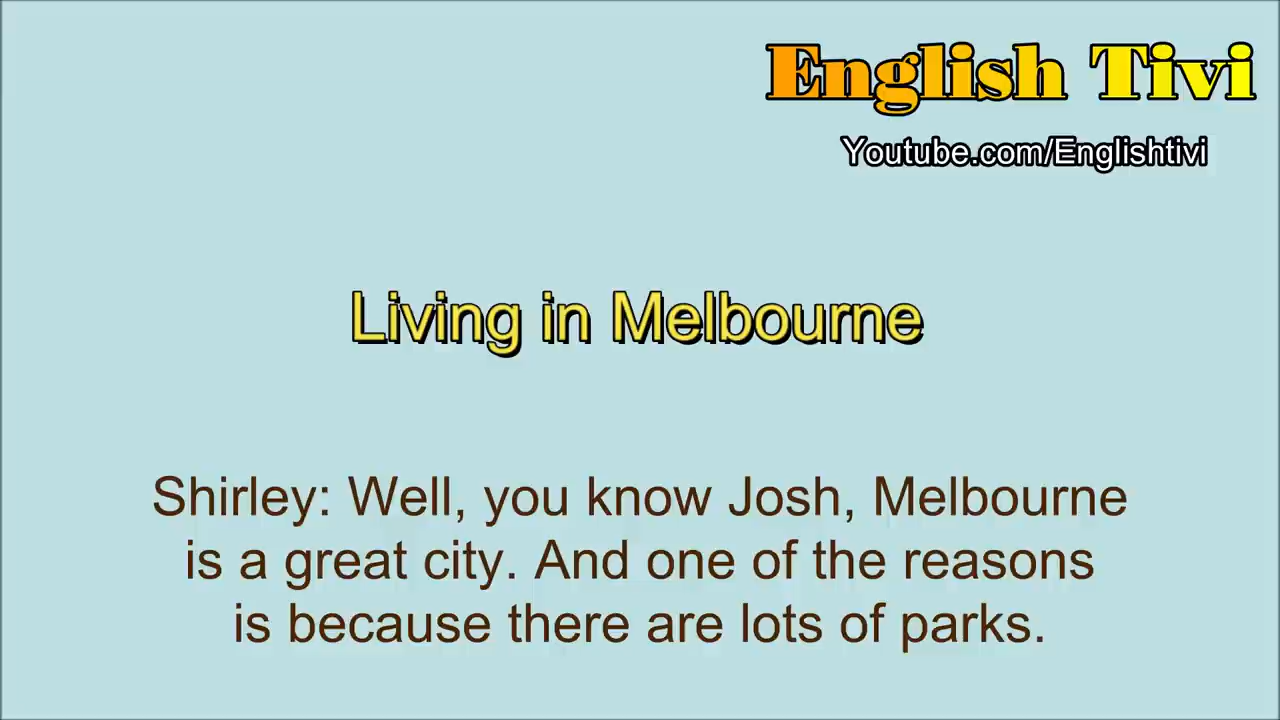 English Tivi
Youtube.com/Englishtivi
Living in Melbourne
Shirley: Well, you know Josh, Melbourne
is a great city. And one of the reasons
is because there are lots of parks.